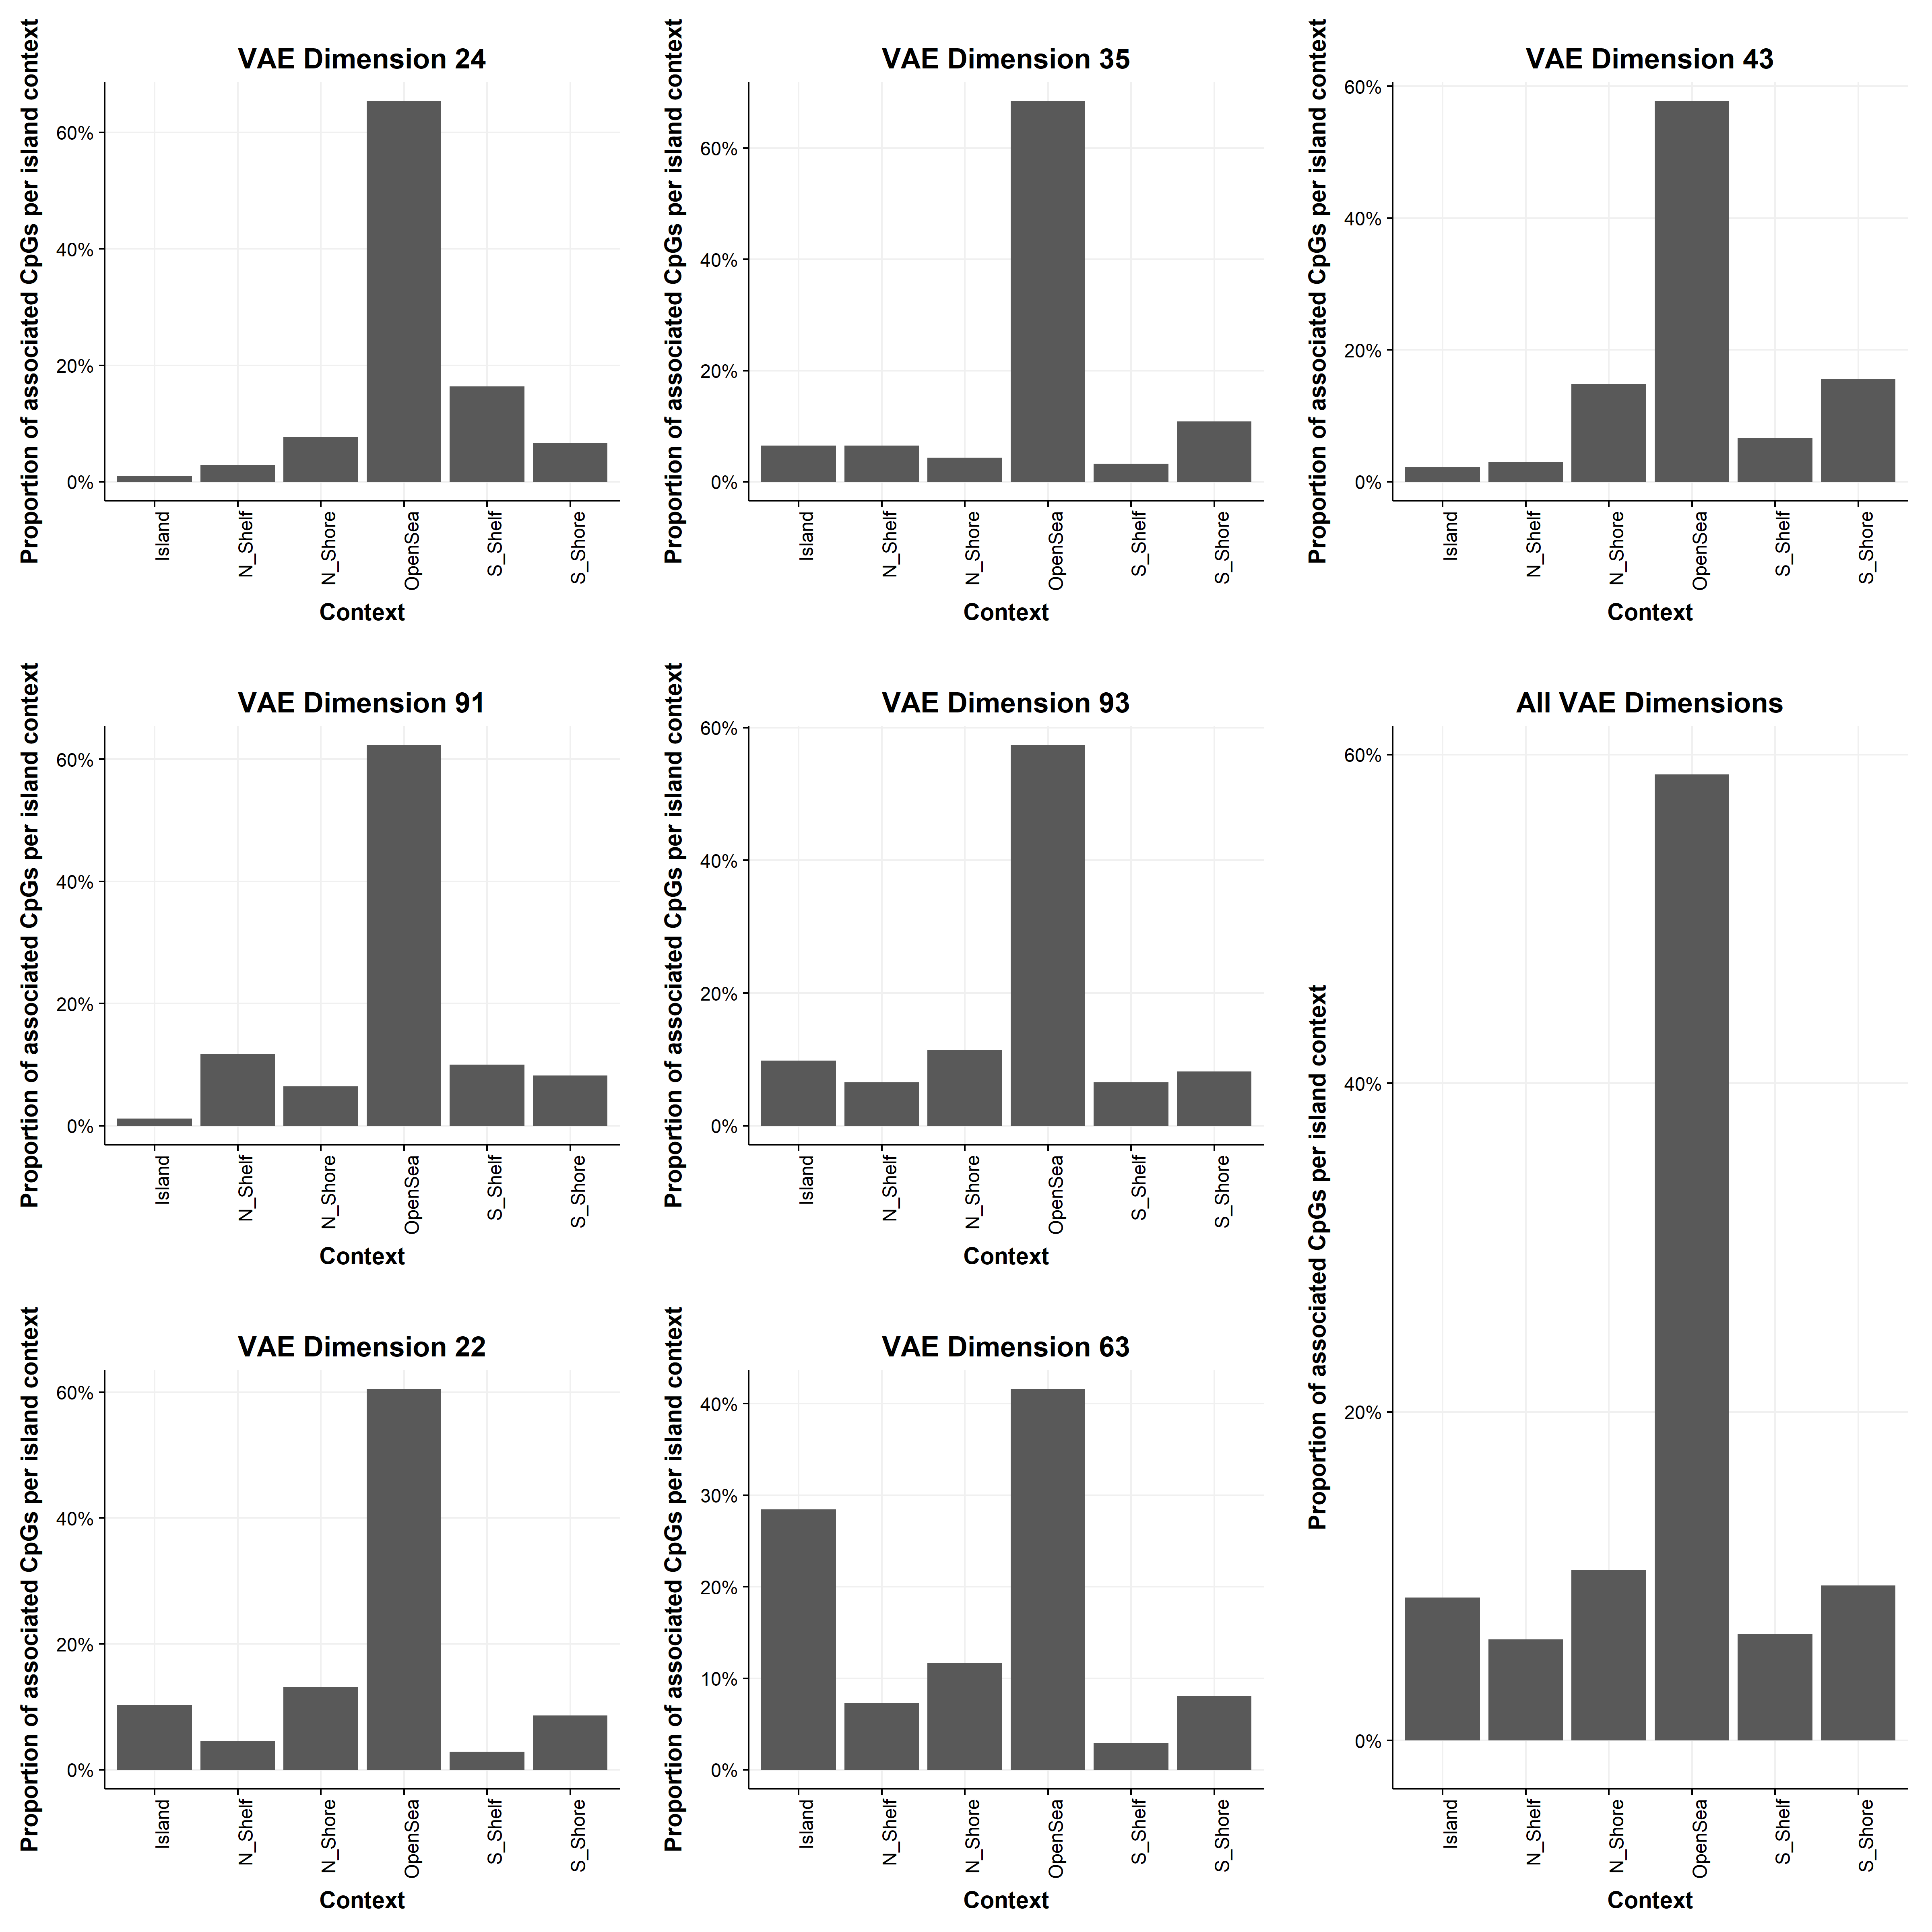 VAE Dimension 24
Proportion of associated CpGs per island context
60%
40%
20%
0%
Island
N_Shelf
N_Shore
OpenSea
S_Shelf
S_Shore
Context
VAE Dimension 35
Proportion of associated CpGs per island context
60%
40%
20%
0%
Island
N_Shelf
N_Shore
OpenSea
S_Shelf
S_Shore
Context
VAE Dimension 43
Proportion of associated CpGs per island context
60%
40%
20%
0%
Island
N_Shelf
N_Shore
OpenSea
S_Shelf
S_Shore
Context
VAE Dimension 91
Proportion of associated CpGs per island context
60%
40%
20%
0%
Island
N_Shelf
N_Shore
OpenSea
S_Shelf
S_Shore
Context
VAE Dimension 93
Proportion of associated CpGs per island context
60%
40%
20%
0%
Island
N_Shelf
N_Shore
OpenSea
S_Shelf
S_Shore
Context
All VAE Dimensions
Proportion of associated CpGs per island context
60%
40%
20%
0%
Island
N_Shelf
N_Shore
OpenSea
S_Shelf
S_Shore
Context
VAE Dimension 22
Proportion of associated CpGs per island context
60%
40%
20%
0%
Island
N_Shelf
N_Shore
OpenSea
S_Shelf
S_Shore
Context
VAE Dimension 63
Proportion of associated CpGs per island context
40%
30%
20%
10%
0%
Island
N_Shelf
N_Shore
OpenSea
S_Shelf
S_Shore
Context